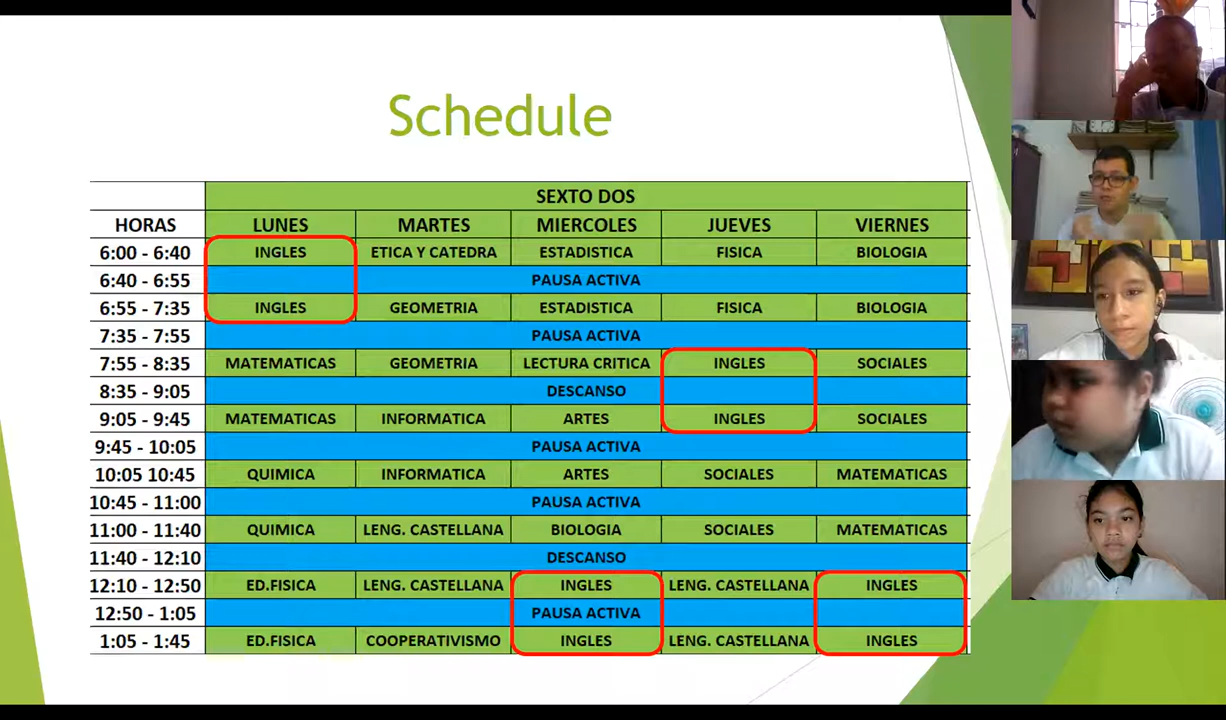 Schedule
SEXTO DOS
HORAS LUNES MARTES MIERCOLES JUEVES VIERNES
6:00 - 6:40 INGLES ETICA Y CATEDRA ESTADISTICA FISICA BIOLOGIA
6:40 - 6:55 PAUSA ACTIVA
6:55 - 7:35 INGLES GEOMETRIA ESTADISTICA FISICA BIOLOGIA
7:35 - 7:55 PAUSA ACTIVA
7:55 - 8:35 MATEMATICAS GEOMETRIA LECTURA CRITICA INGLES SOCIALES
8:35 - 9:05 DESCANSO
9:05 - 9:45 MATEMATICAS INFORMATICA ARTES INGLES SOCIALES
9:45 - 10:05 PAUSA ACTIVA
10:05 10:45 QUIMICA INFORMATICA ARTES SOCIALES MATEMATICAS
10:45 - 11:00 PAUSA ACTIVA
11:00 - 11:40 QUIMICA LENG. CASTELLANA BIOLOGIA SOCIALES MATEMATICAS
11:40 - 12:10 DESCANSO
12:10 - 12:50 ED.FISICA LENG. CASTELLANA INGLES LENG. CASTELLANA INGLES
12:50 - 1:05 PAUSA ACTIVA
1:05 - 1:45 ED.FISICA COOPERATIVISMO INGLES LENG. CASTELLANA INGLES